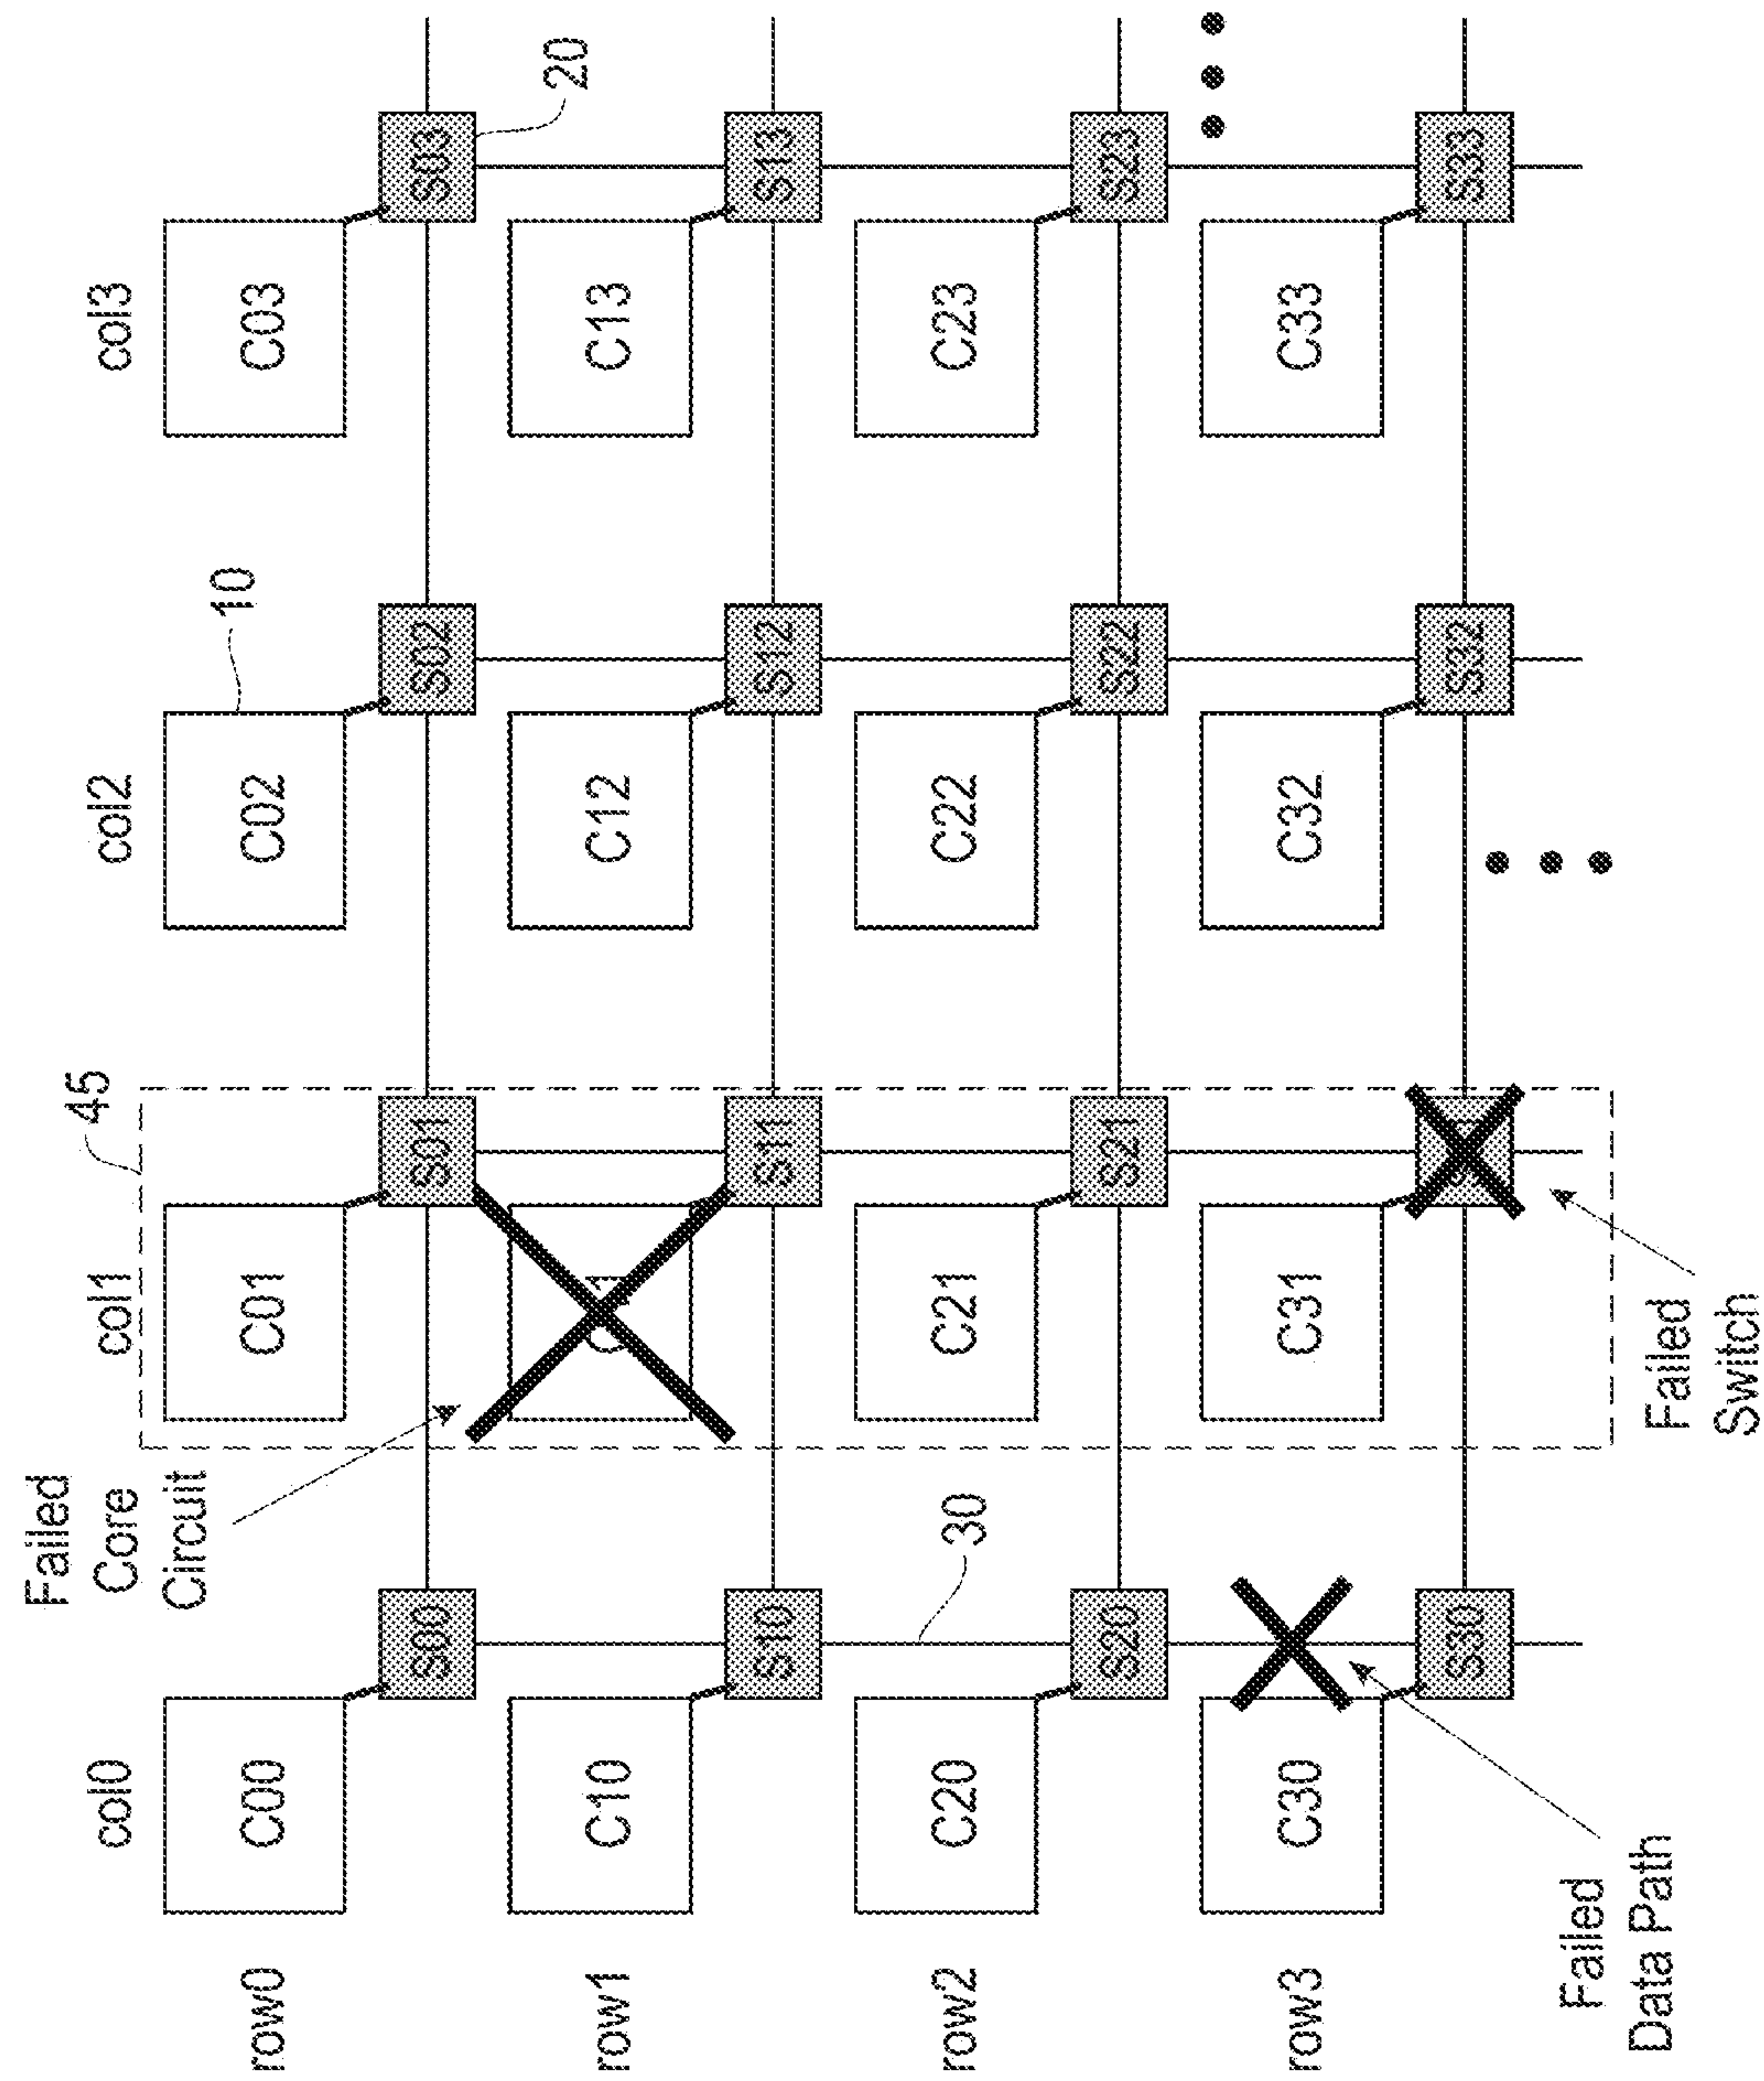 Failed
Core
Circuit
45
col0
col1
col2
col3
10
row0
C00
C01
C02
C03
S00
S01
S02
S03
20
row1
C10
C12
C13
S10
S11
S12
S13
30
row2
C20
C21
C22
C23
S20
S21
S22
S23
row3
C30
C31
C32
C33
S30
S32
S33
Failed
Data Path
Failed
Switch